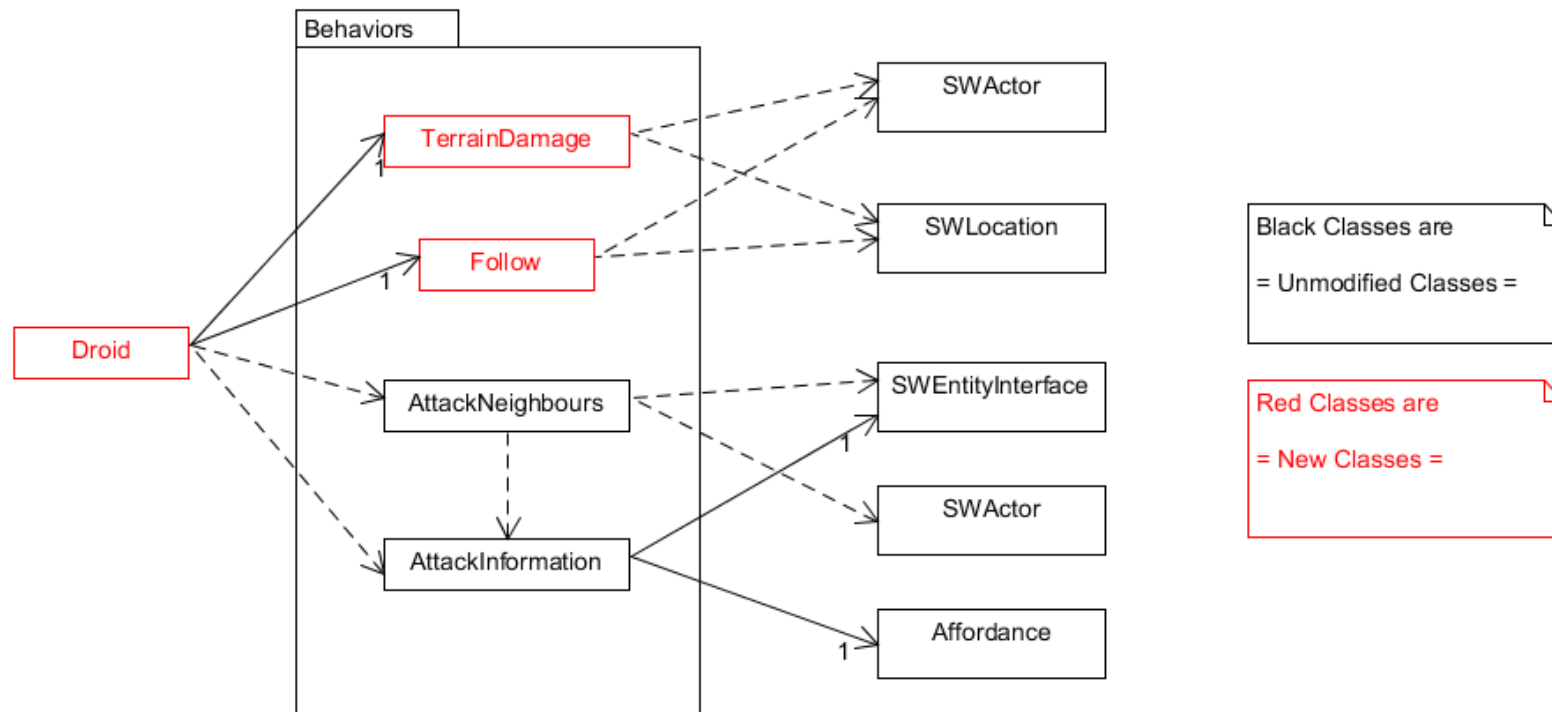 Behaviors
SWActor
TerrainDamage
1
SWLocation
Black Classes are
= Unmodified Classes =
Follow
1
Droid
SWEntityInterface
1
Red Classes are
= New Classes =
AttackNeighbours
SWActor
AttackInformation
Affordance
1